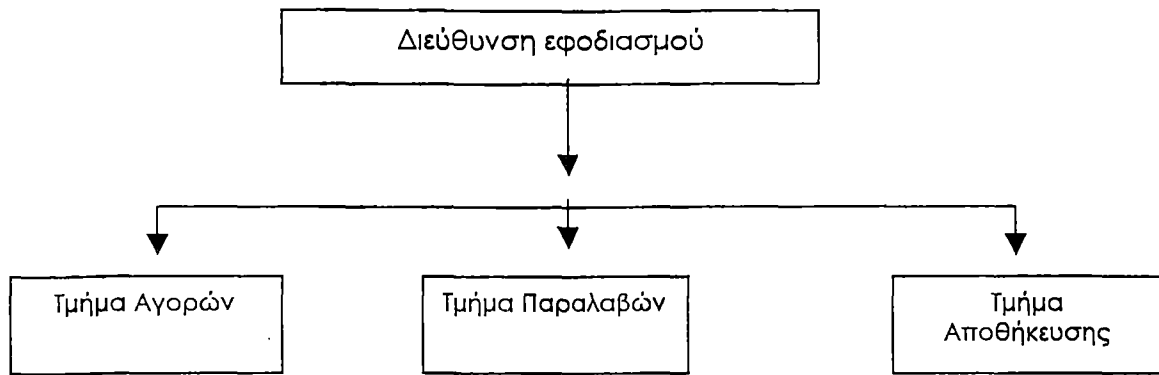 Διεύθυνση εφοδιασμού
Τμήμα Αγορών
Τμήμα Παραλαβών
Τμήμα
Αποθήκευσης